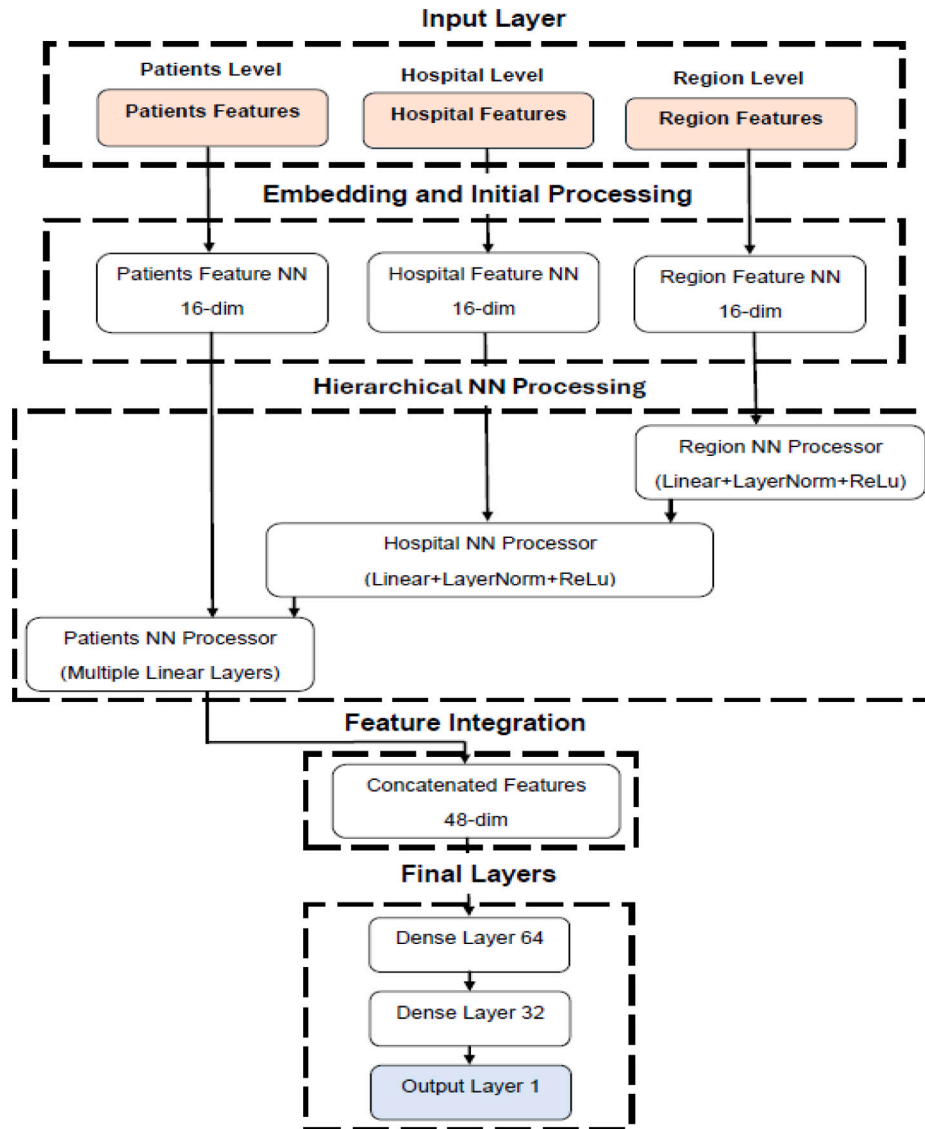 Input Layer
Patients Level
Hospital Level
Region Level
Patients Features
Hospital Features
Region Features
Embedding and Initial Processing
Patients Feature NN
16-dim
Hospital Feature NN
16-dim
Region Feature NN
16-dim
Hierarchical NN Processing
Region NN Processor
(Linear+LayerNorm+ReLu)
Hospital NN Processor
(Linear+LayerNorm+ReLu)
Patients NN Processor
(Multiple Linear Layers)
Feature Integration
Concatenated Features
48-dim
Final Layers
Dense Layer 64
Dense Layer 32
Output Layer 1